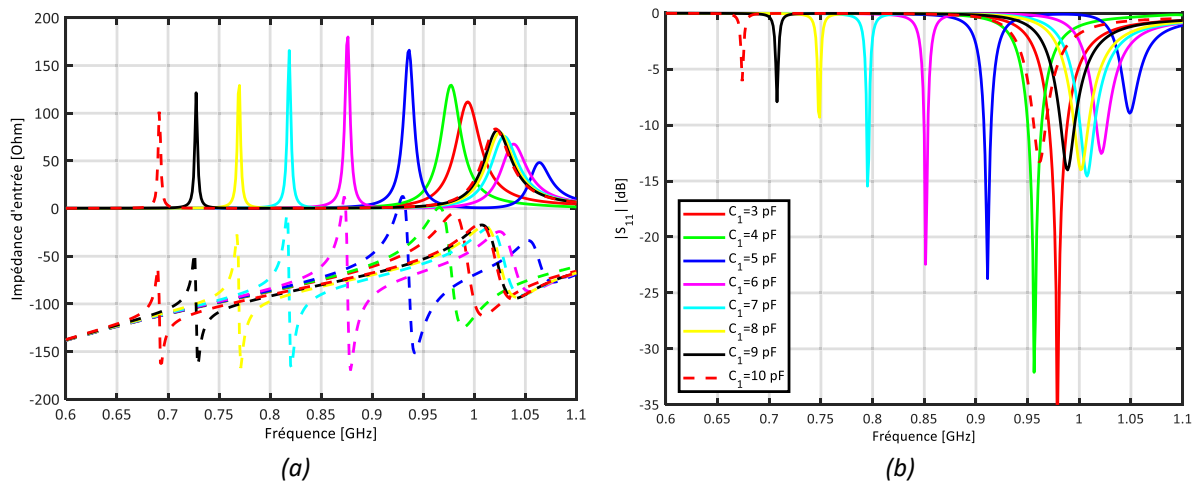 200
150
100
50
0
-50
-100
-150
-200
Impédance d'entrée [Ohm]
0.6 0.65 0.7 0.75 0.8 0.85 0.9 0.95 1 1.05 1.1
Fréquence [GHz]
(a)
0
-5
-10
-15
-20
-25
-30
-35
|S11| [dB]
C1=3 pF
C1=4 pF
C1=5 pF
C1=6 pF
C1=7 pF
C1=8 pF
C1=9 pF
C1=10 pF
0.6 0.65 0.7 0.75 0.8 0.85 0.9 0.95 1 1.05 1.1
Fréquence [GHz]
(b)